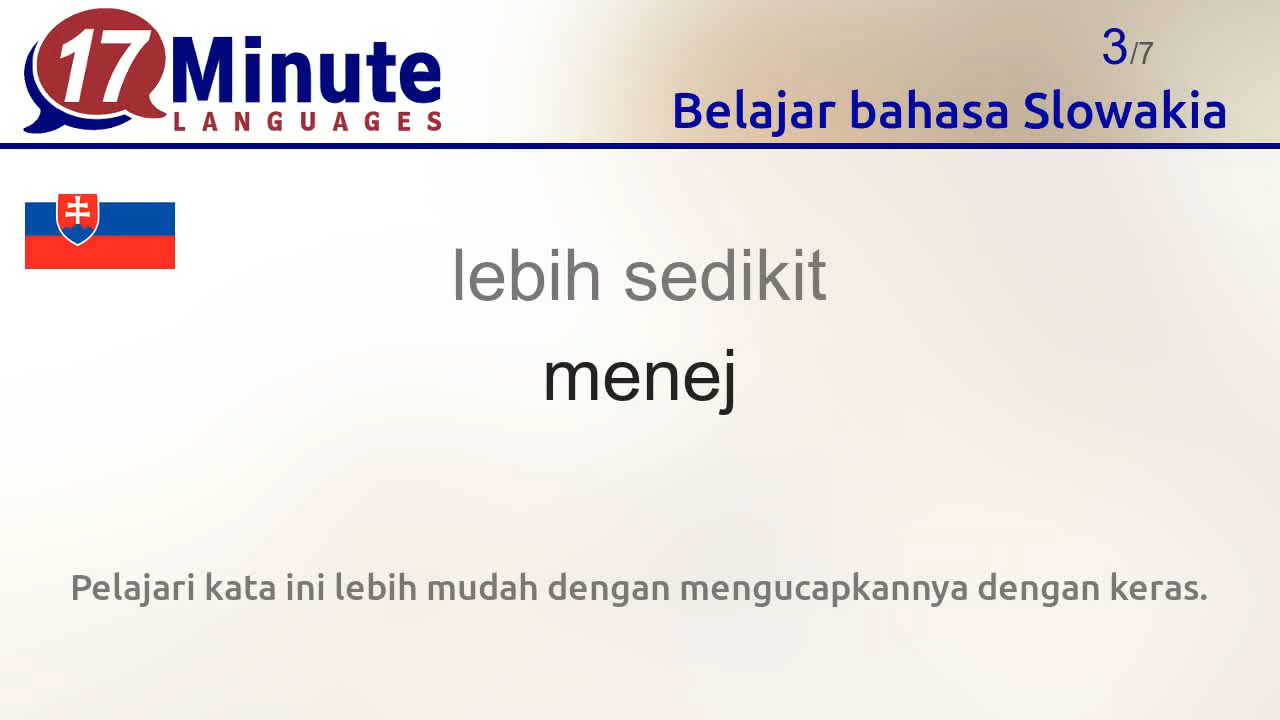 17 Minute
LANGUAGES
3/7
Belajar bahasa Slowakia
lebih sedikit
menej
Pelajari kata ini lebih mudah dengan mengucapkannya dengan keras.